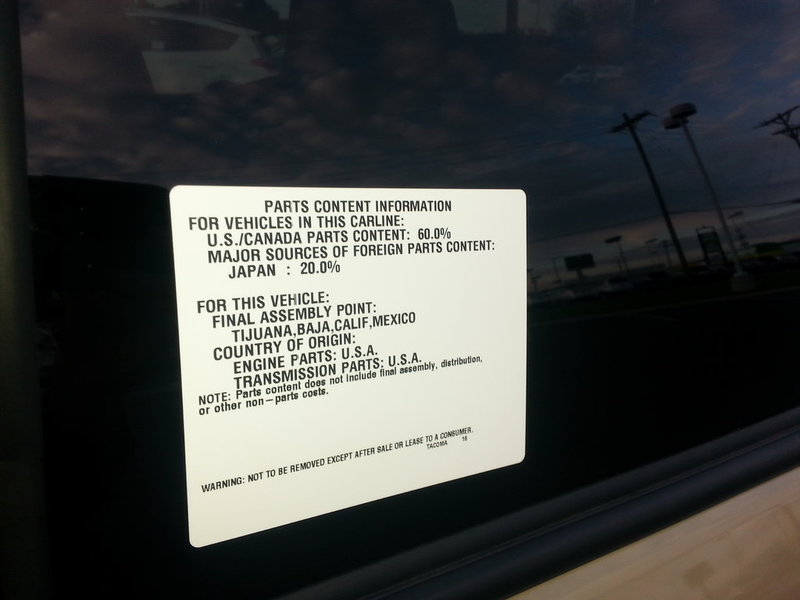 PARTS CONTENT INFORMATION
FOR VEHICLES IN THIS CARLINE:
U.S./CANADA PARTS CONTENT: 60.0%
MAJOR SOURCES OF FOREIGN PARTS CONTENT:
JAPAN : 20.0%
FOR THIS VEHICLE:
FINAL ASSEMBLY POINT:
TIJUANA,BAJA,CALIF,MEXICO
COUNTRY OF ORIGIN:
ENGINE PARTS: U.S.A.
TRANSMISSION PARTS: U.S.A.
NOTE: Parts content does not include final assembly, distribution,
or other non-parts costs.
WARNING: NOT TO BE REMOVED EXCEPT AFTER SALE OR LEASE TO A CONSUMER.
TACOMA 16